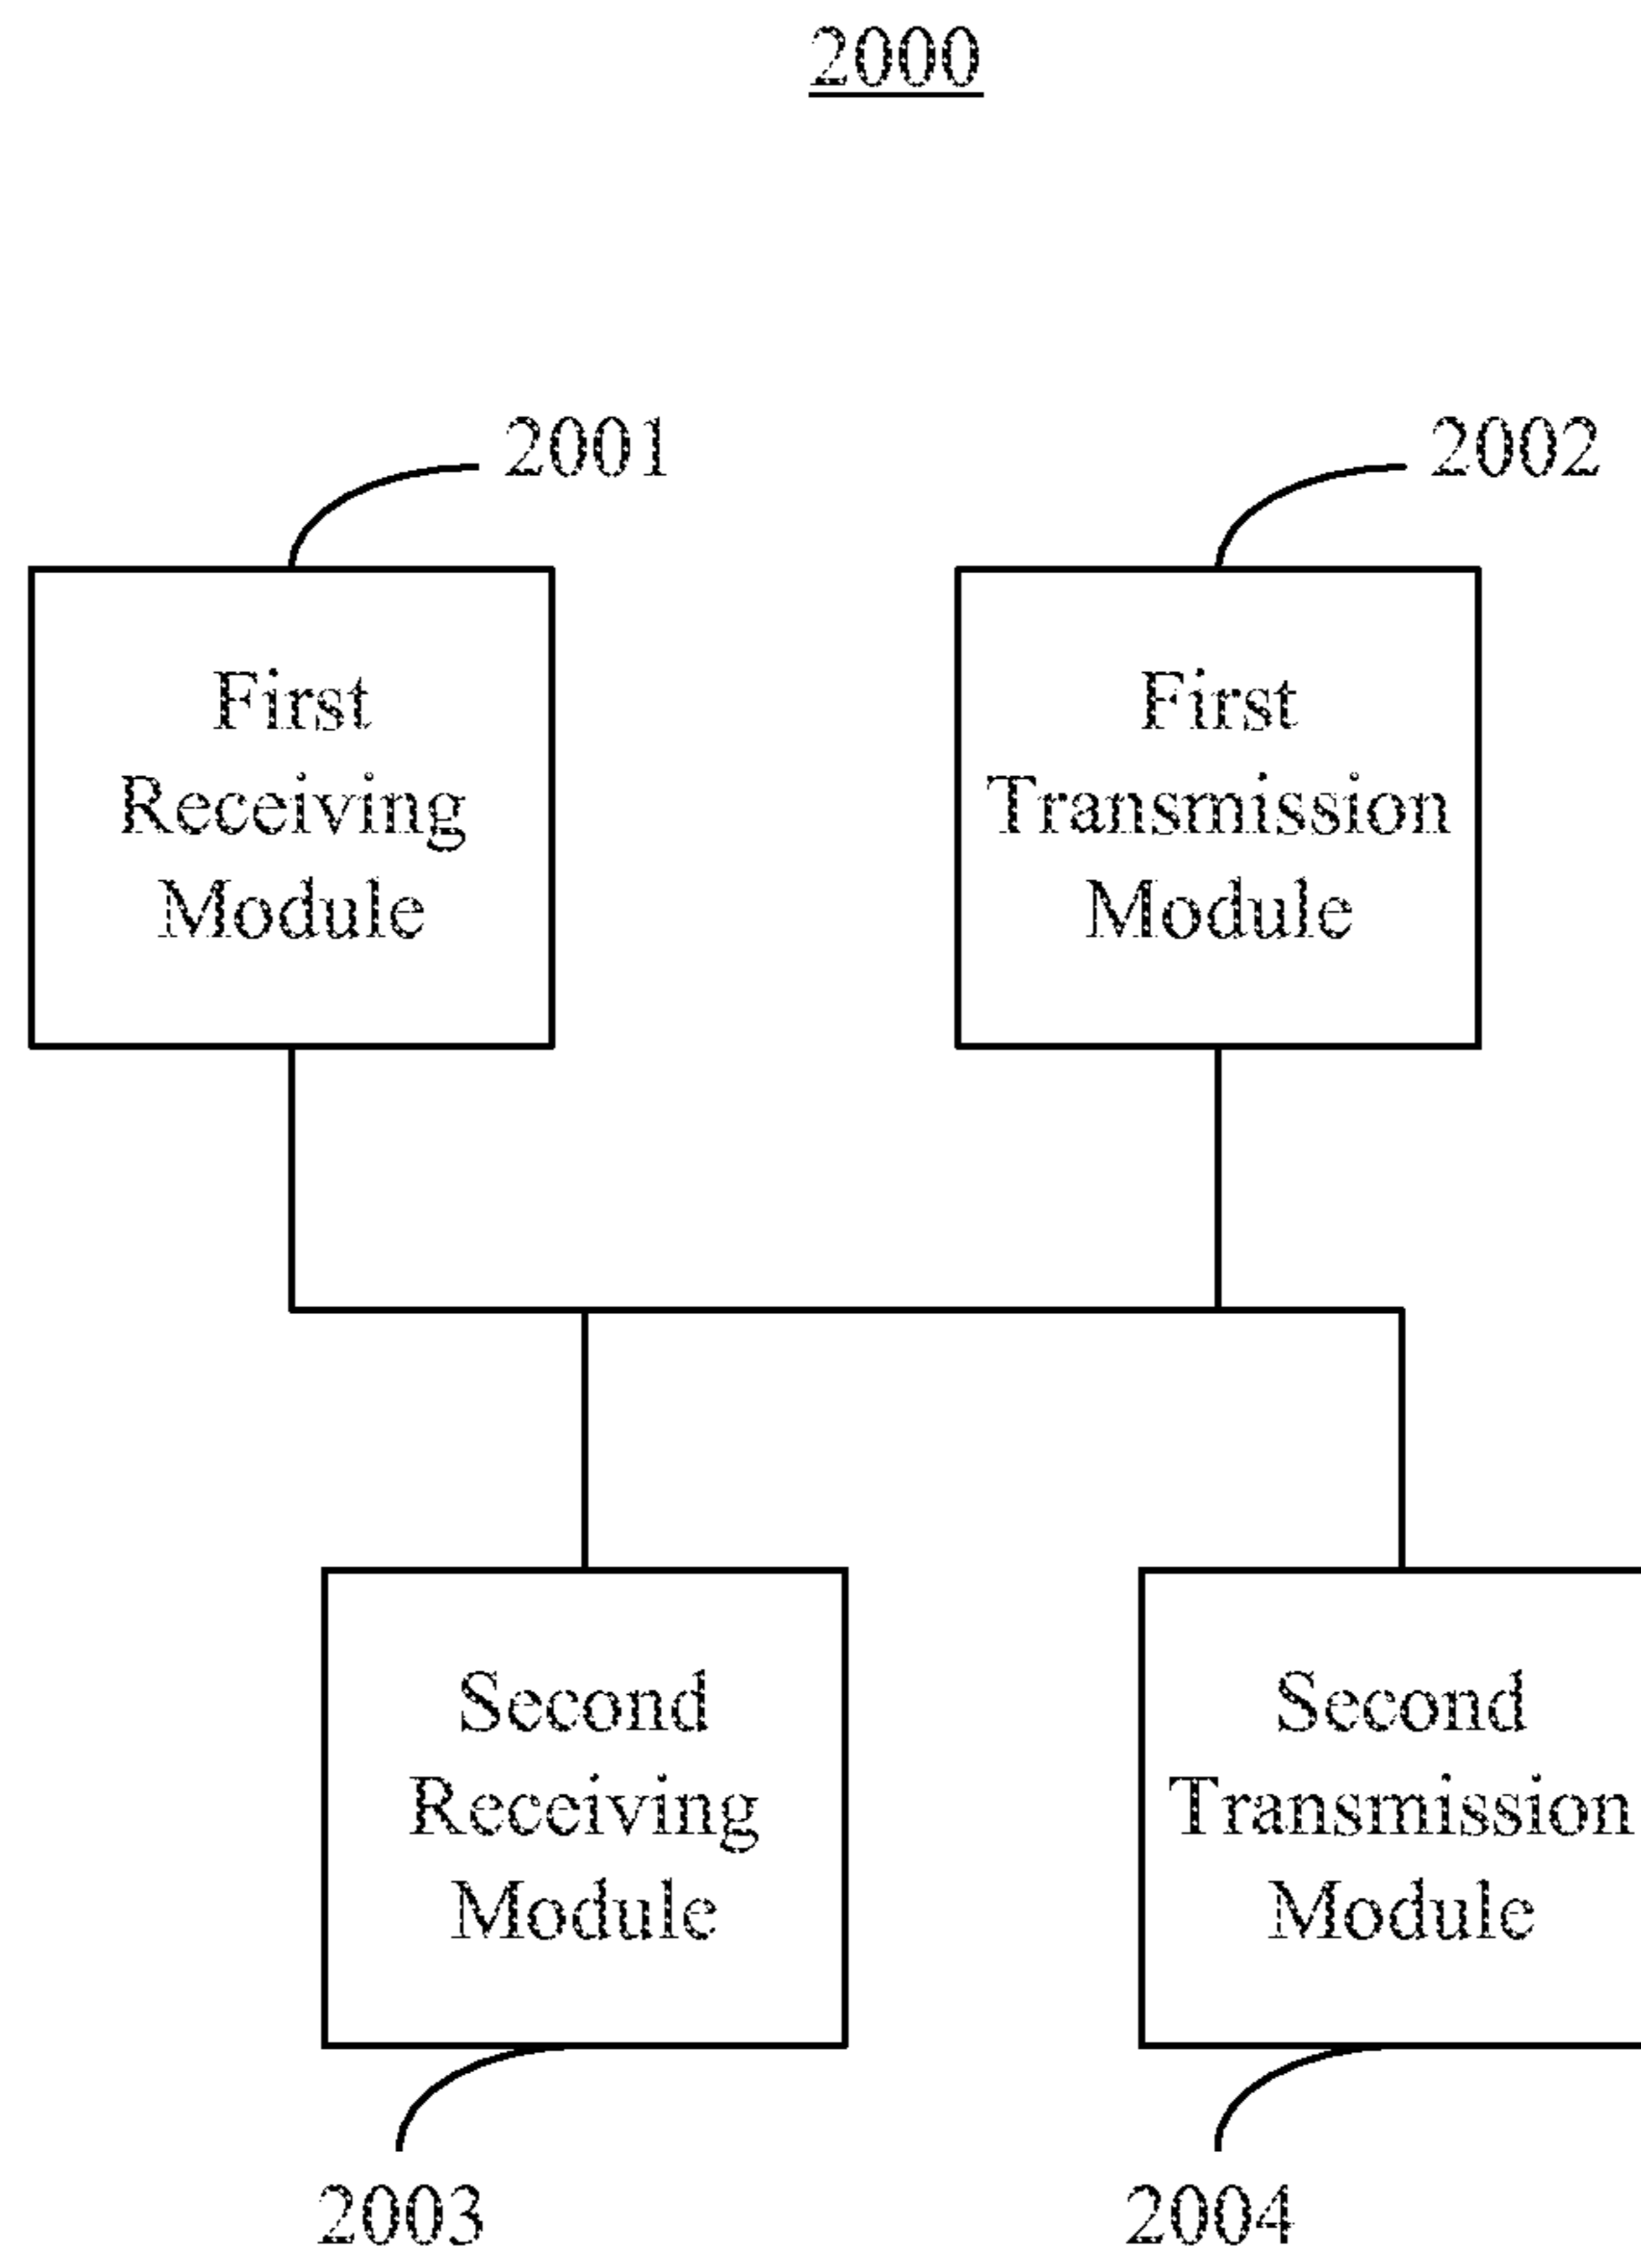 2000
2001
2002
First
Receiving
Module
First
Transmission
Module
Second
Receiving
Module
Second
Transmission
Module
2003
2004